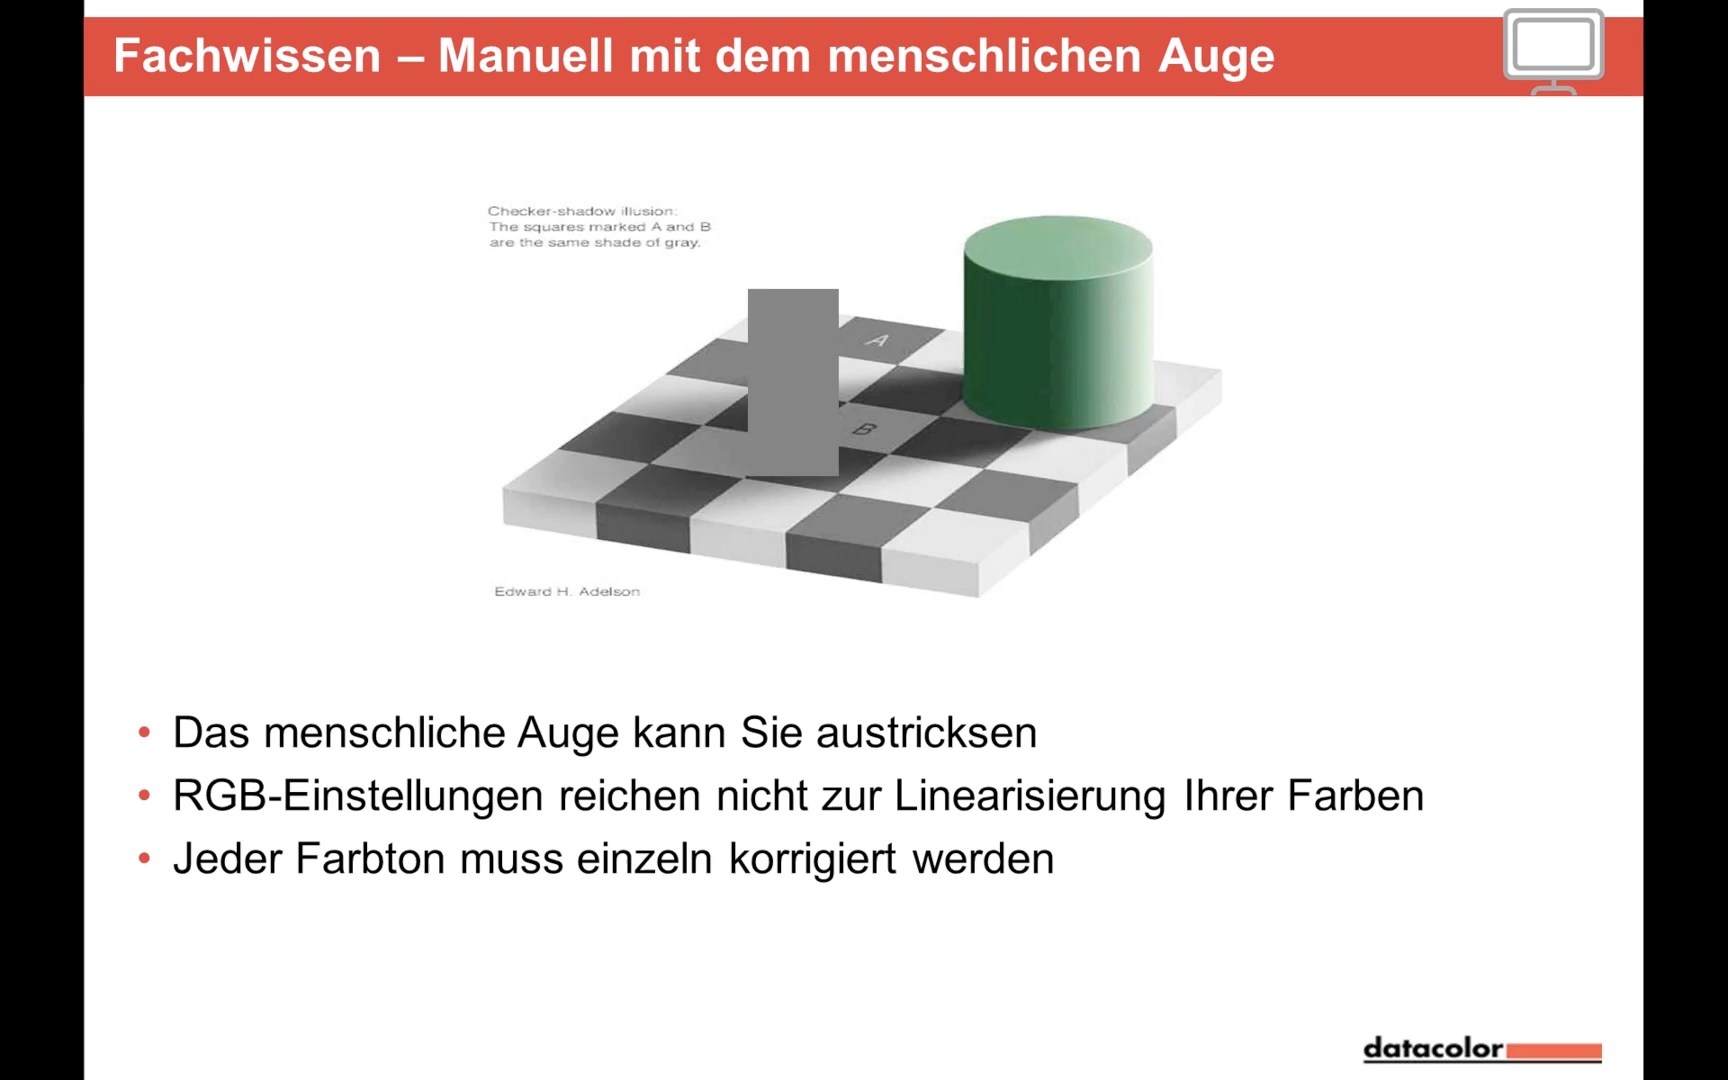 Fachwissen – Manuell mit dem menschlichen Auge
Checker-shadow illusion:
The squares marked A and B
are the same shade of gray.
A
B
Edward H. Adelson
• Das menschliche Auge kann Sie austricksen
• RGB-Einstellungen reichen nicht zur Linearisierung Ihrer Farben
• Jeder Farbton muss einzeln korrigiert werden
datacolor